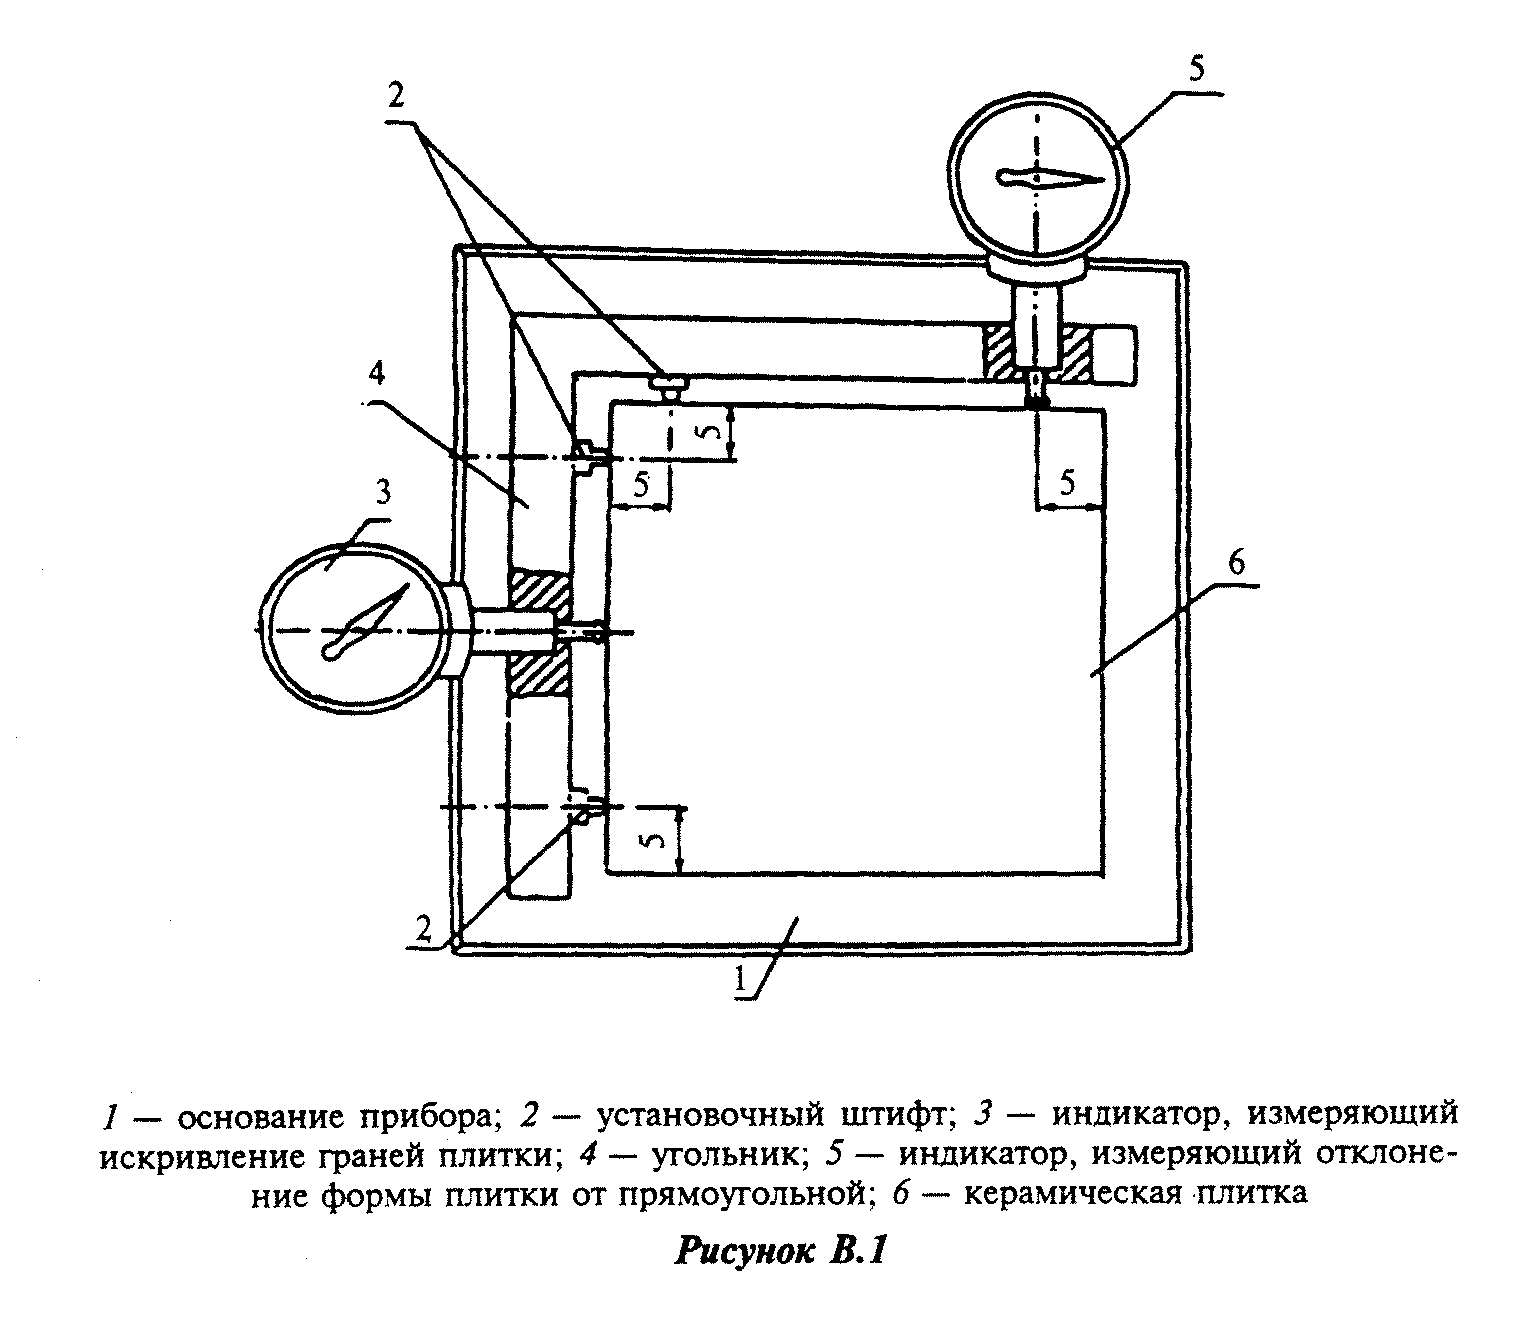 5
2
4
5
3
5
5
6
5
2
1
1 — основание прибора; 2 — установочный штифт; 3 — индикатор, измеряющий
искривление граней плитки; 4 — угольник; 5 — индикатор, измеряющий отклоне-
ние формы плитки от прямоугольной; 6 — керамическая плитка
Рисунок В.1